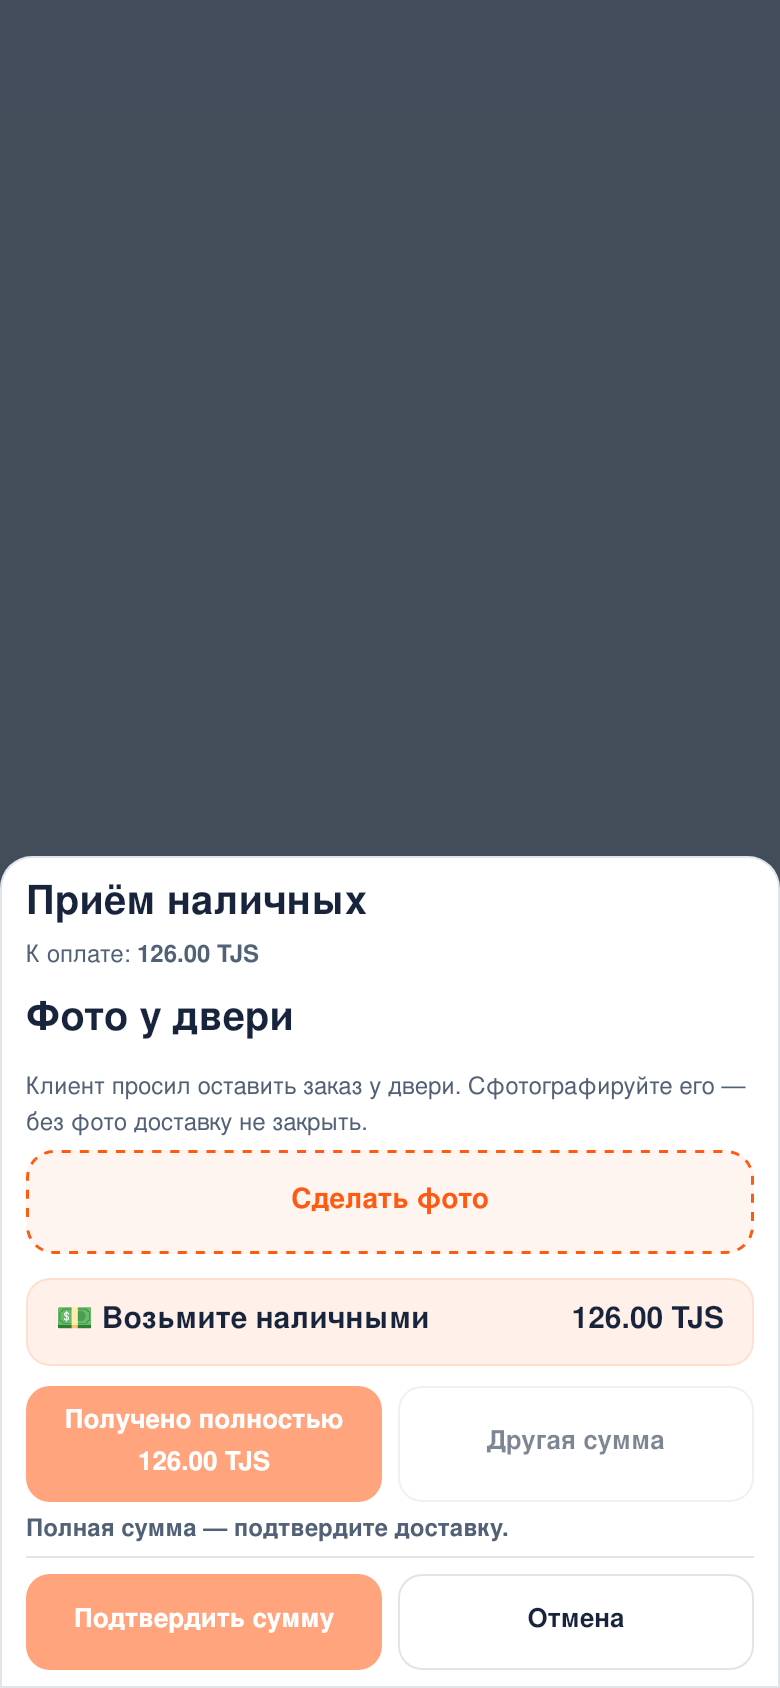 Приём наличных
К оплате: 126.00 TJS
Фото у двери
Клиент просил оставить заказ у двери. Сфотографируйте его —
без фото доставку не закрыть.
Сделать фото
💵 Возьмите наличными 126.00 TJS
Получено полностью
126.00 TJS
Другая сумма
Полная сумма — подтвердите доставку.
Подтвердить сумму
Отмена